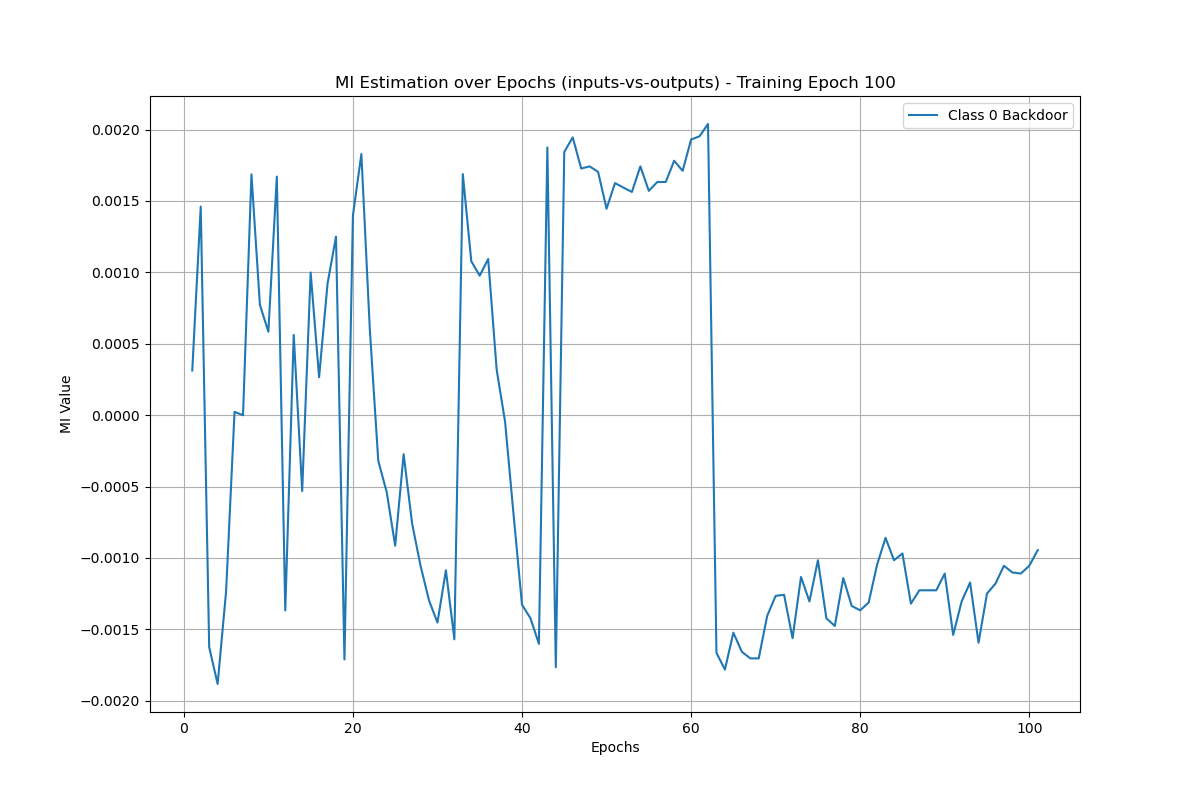 MI Estimation over Epochs (inputs-vs-outputs) - Training Epoch 100
Class 0 Backdoor
MI Value
0.0020
0.0015
0.0010
0.0005
0.0000
−0.0005
−0.0010
−0.0015
−0.0020
0 20 40 60 80 100
Epochs